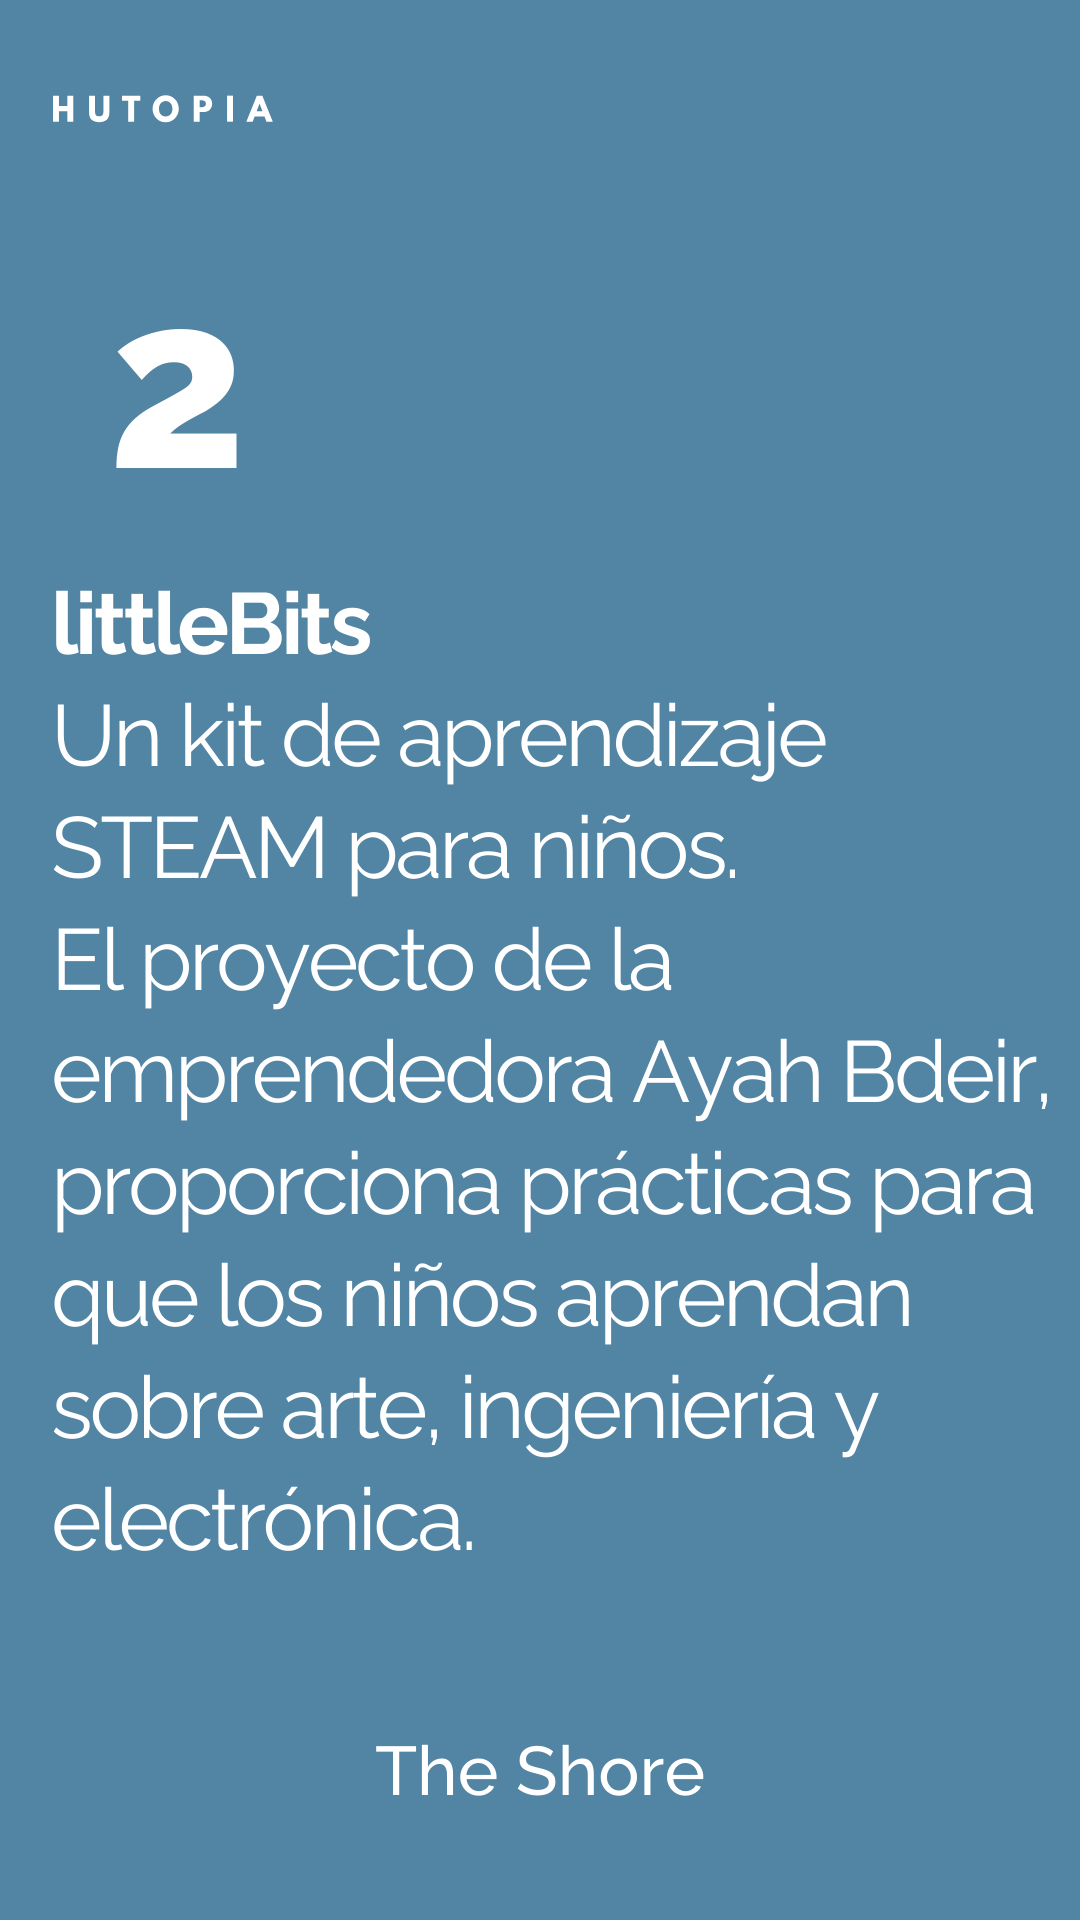 HUTOPIA
2
littleBits
Un kit de aprendizaje
STEAM para niños.
El proyecto de la
emprendedora Ayah Bdeir,
proporciona prácticas para
que los niños aprendan
sobre arte, ingeniería y
electrónica.
The Shore